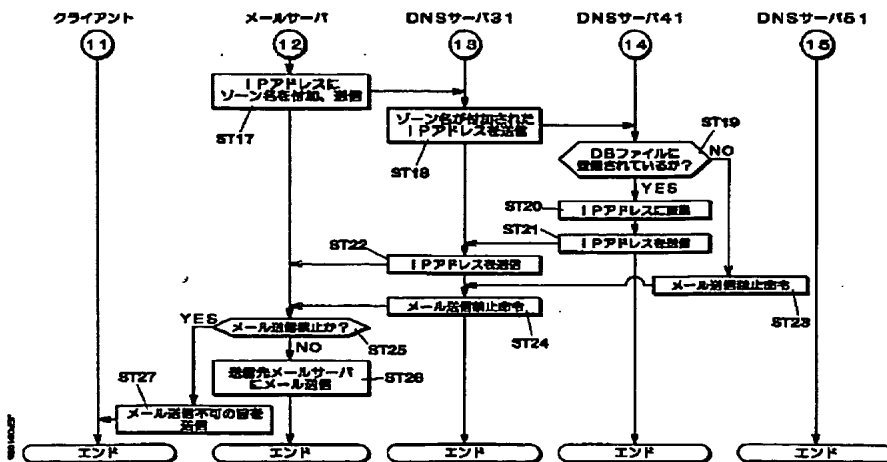 クライアント
メールサーバ
DNSサーバ31
DNSサーバ41
DNSサーバ51
11
12
13
14
15
IPアドレスに
ゾーン名を付加、送信
ST17
ゾーン名が付加された
IPアドレスを送信
ST18
ST19
DBファイルに
登録されているか?
NO
YES
ST20
IPアドレスに変換
ST21
IPアドレスを送信
ST22
IPアドレスを送信
メール送信禁止命令
ST23
メール送信禁止命令
ST24
YES
メール送信禁止か?
ST25
NO
送信先メールサーバ
にメール送信
ST26
ST27
メール送信不可の旨を
送信
エンド
エンド
エンド
エンド
エンド